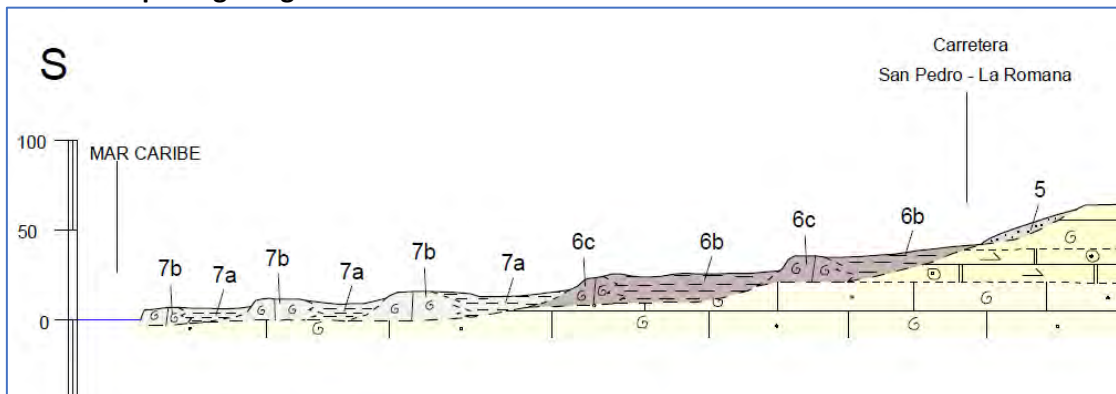 S
Carretera
San Pedro - La Romana
100
MAR CARIBE
50
5
6c
6b
6c
6b
7b
7a
7b
7a
7b
7a
0